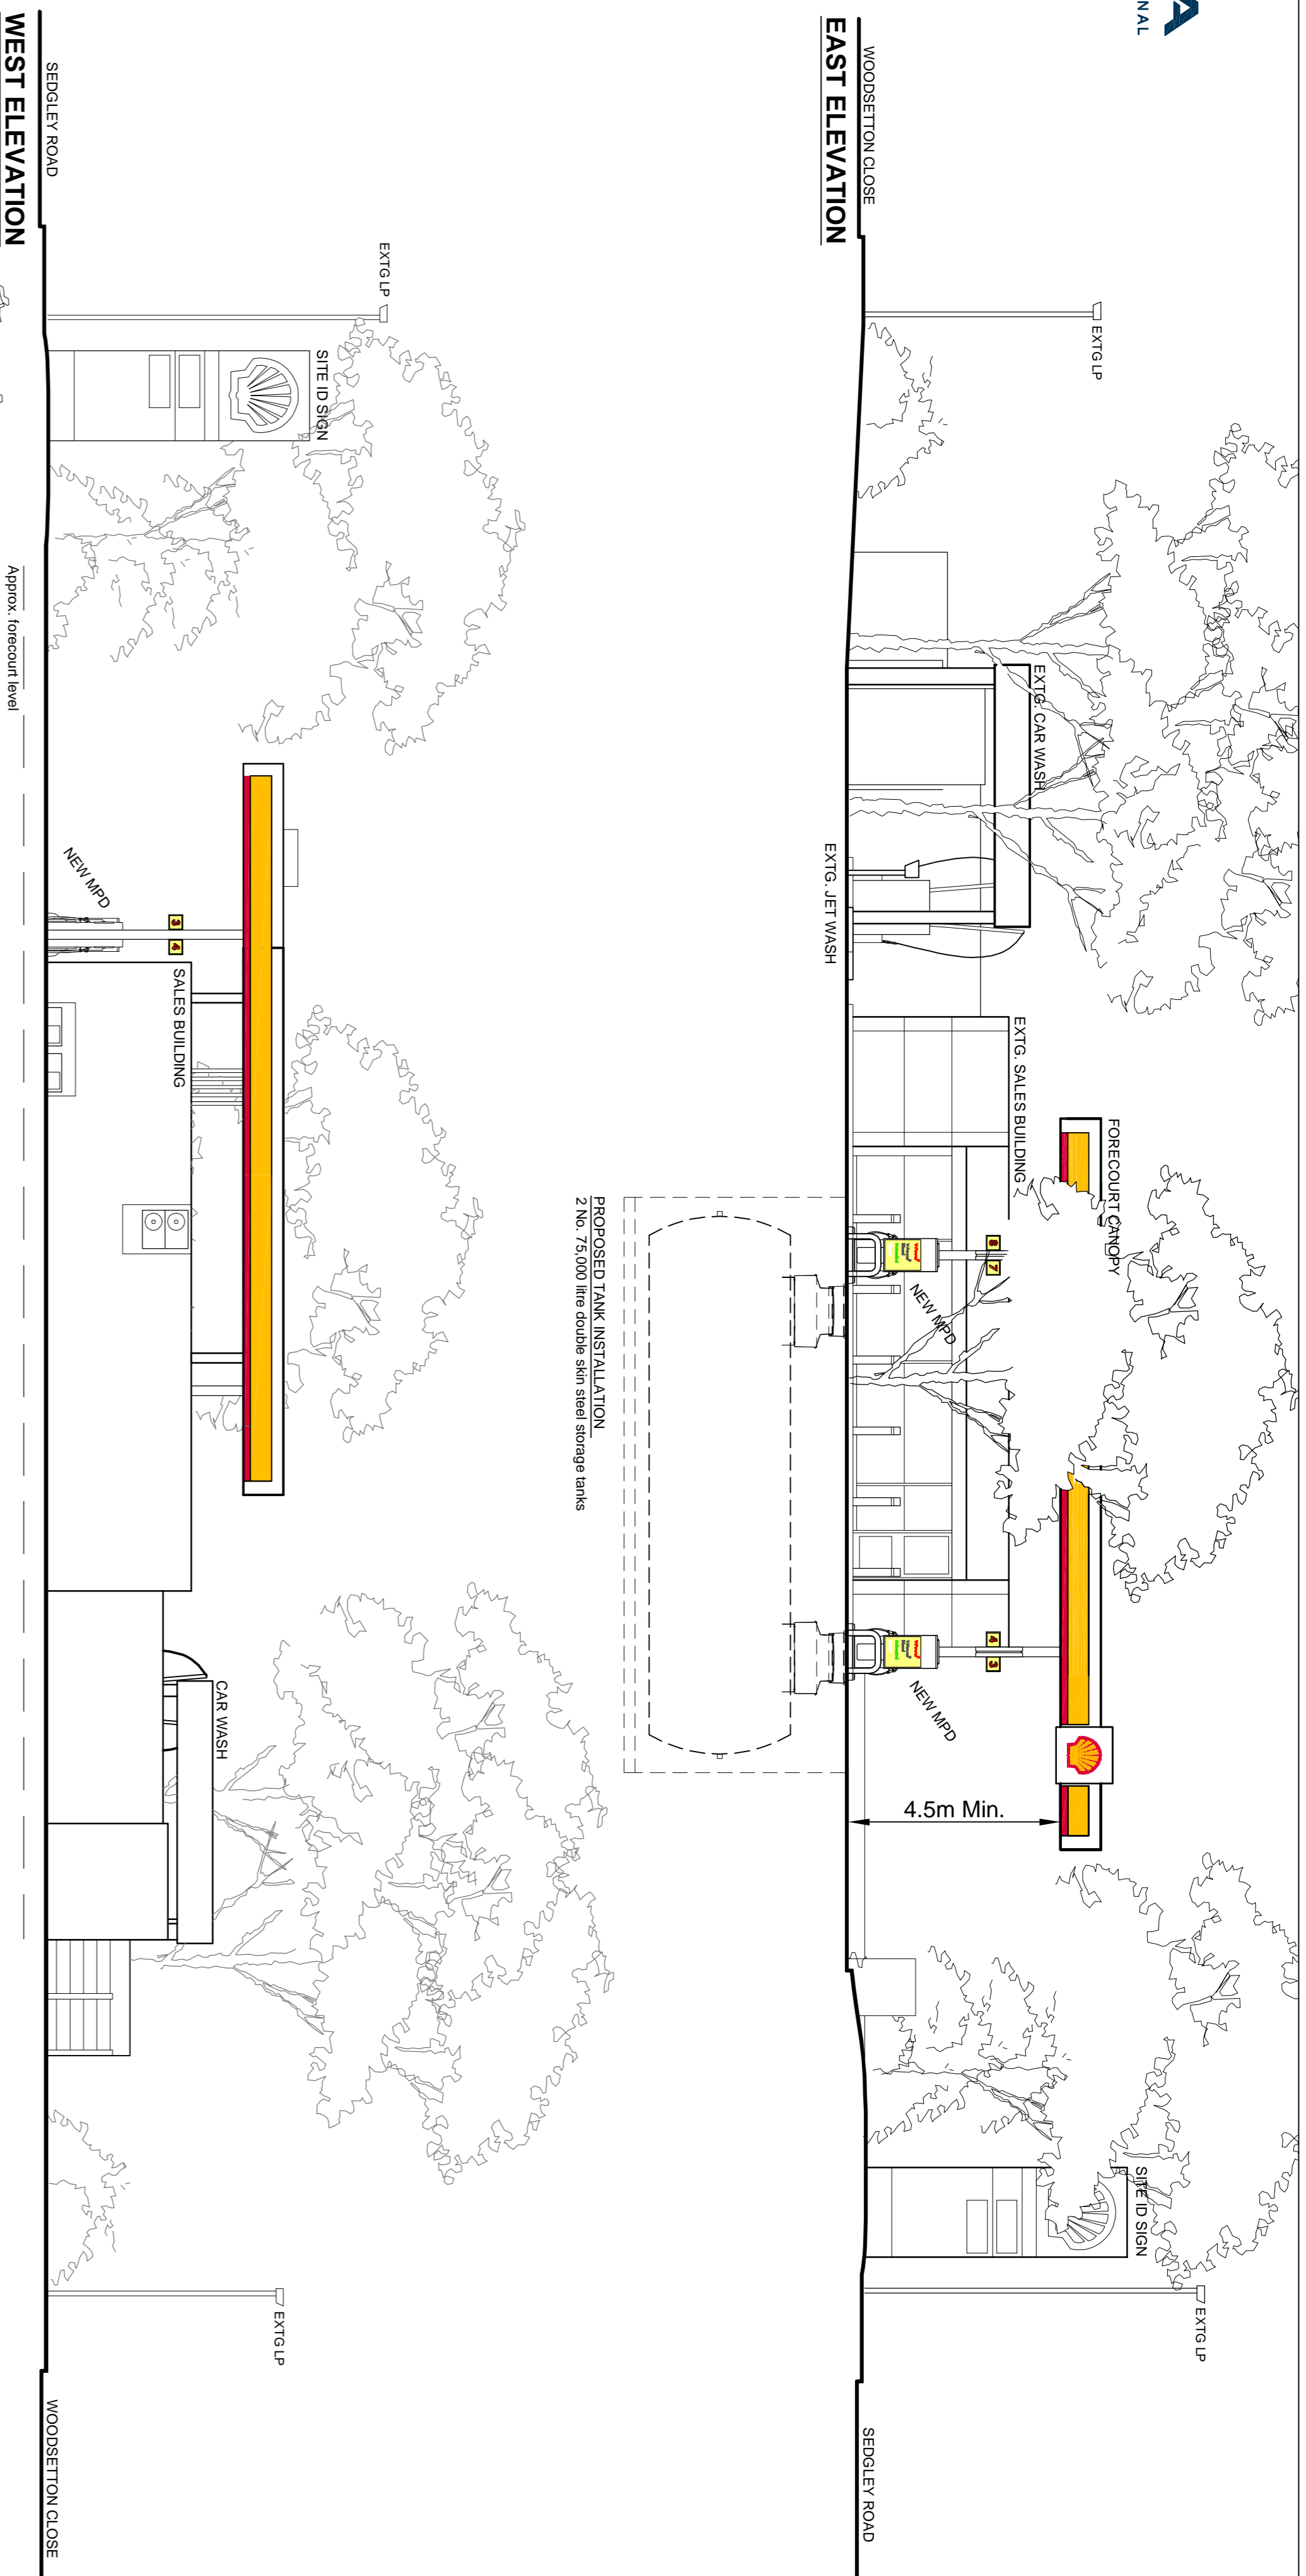 NAL
WOODSETTON CLOSE
EXTG LP
EXTG. CAR WASH
EXTG. JET WASH
EXTG. SALES BUILDING
FORECOURT CANOPY
8
7
NEW MPD
4
3
NEW MPD
4.5m Min.
SITE ID SIGN
EXTG LP
SEDGLEY ROAD
EAST ELEVATION
PROPOSED TANK INSTALLATION
2 No. 75,000 litre double skin steel storage tanks
SEDGLEY ROAD
EXTG LP
SITE ID SIGN
NEW MPD
3
4
SALES BUILDING
CAR WASH
EXTG LP
WOODSETTON CLOSE
WEST ELEVATION
Approx. forecourt level